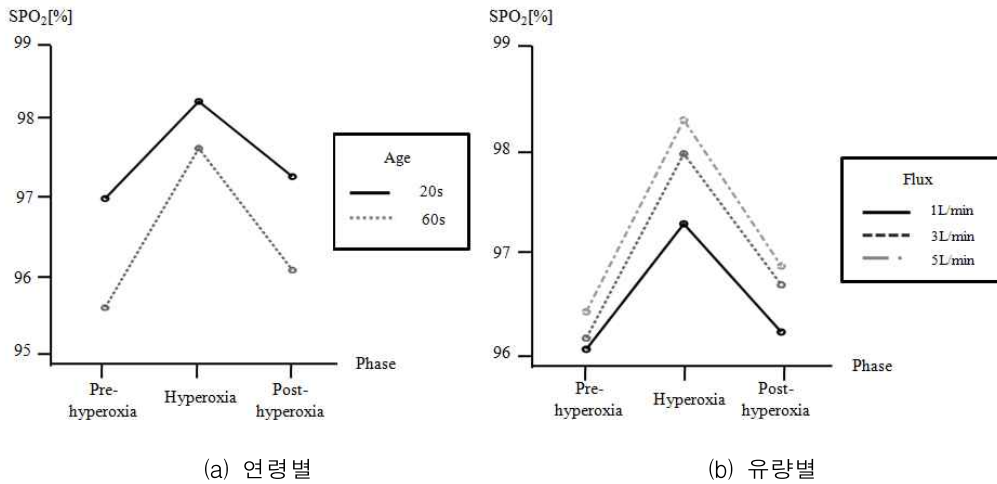 SPO₂[%]
99
98
97
96
95
Pre-
hyperoxia
Hyperoxia
Post-
hyperoxia
Phase
Age
20s
60s
(a) 연령별
SPO₂[%]
99
98
97
96
Pre-
hyperoxia
Hyperoxia
Post-
hyperoxia
Phase
Flux
1L/min
3L/min
5L/min
(b) 유량별